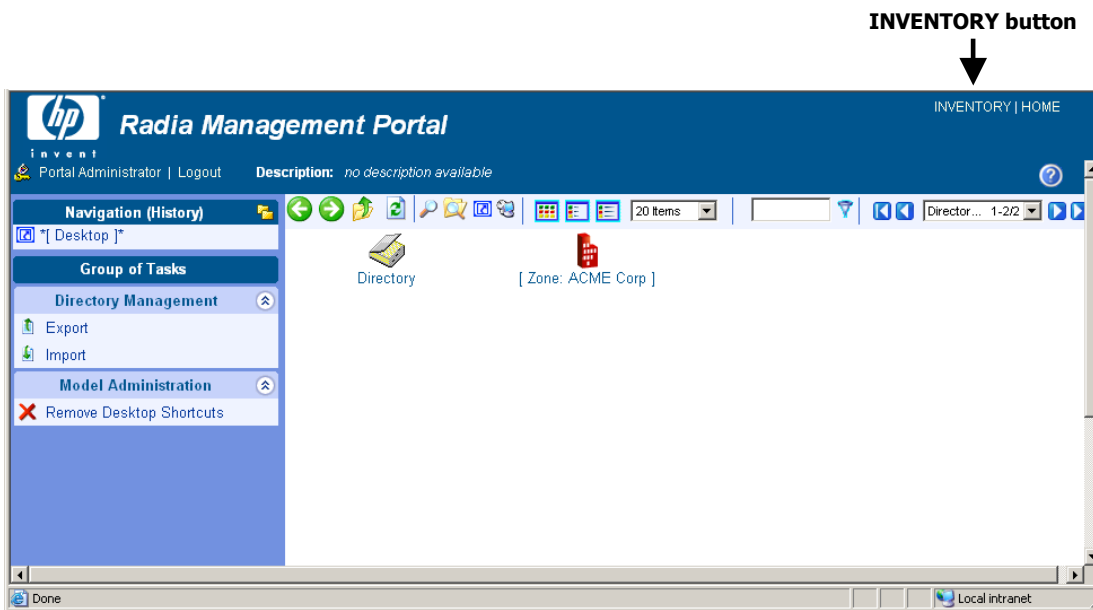 INVENTORY button
hp
invent
Radia Management Portal
INVENTORY | HOME
Portal Administrator | Logout
Description: no description available
?
Navigation (History)
20 Items
Director... 1-2/2
*[ Desktop ]*
Directory
[ Zone: ACME Corp ]
Group of Tasks
Directory Management
Export
Import
Model Administration
Remove Desktop Shortcuts
Done
Local intranet